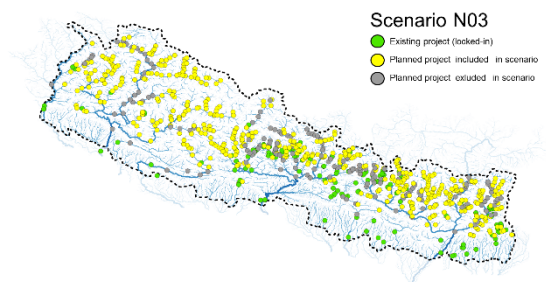 Scenario N03
Existing project (locked-in)
Planned project included in scenario
Planned project exluded in scenario